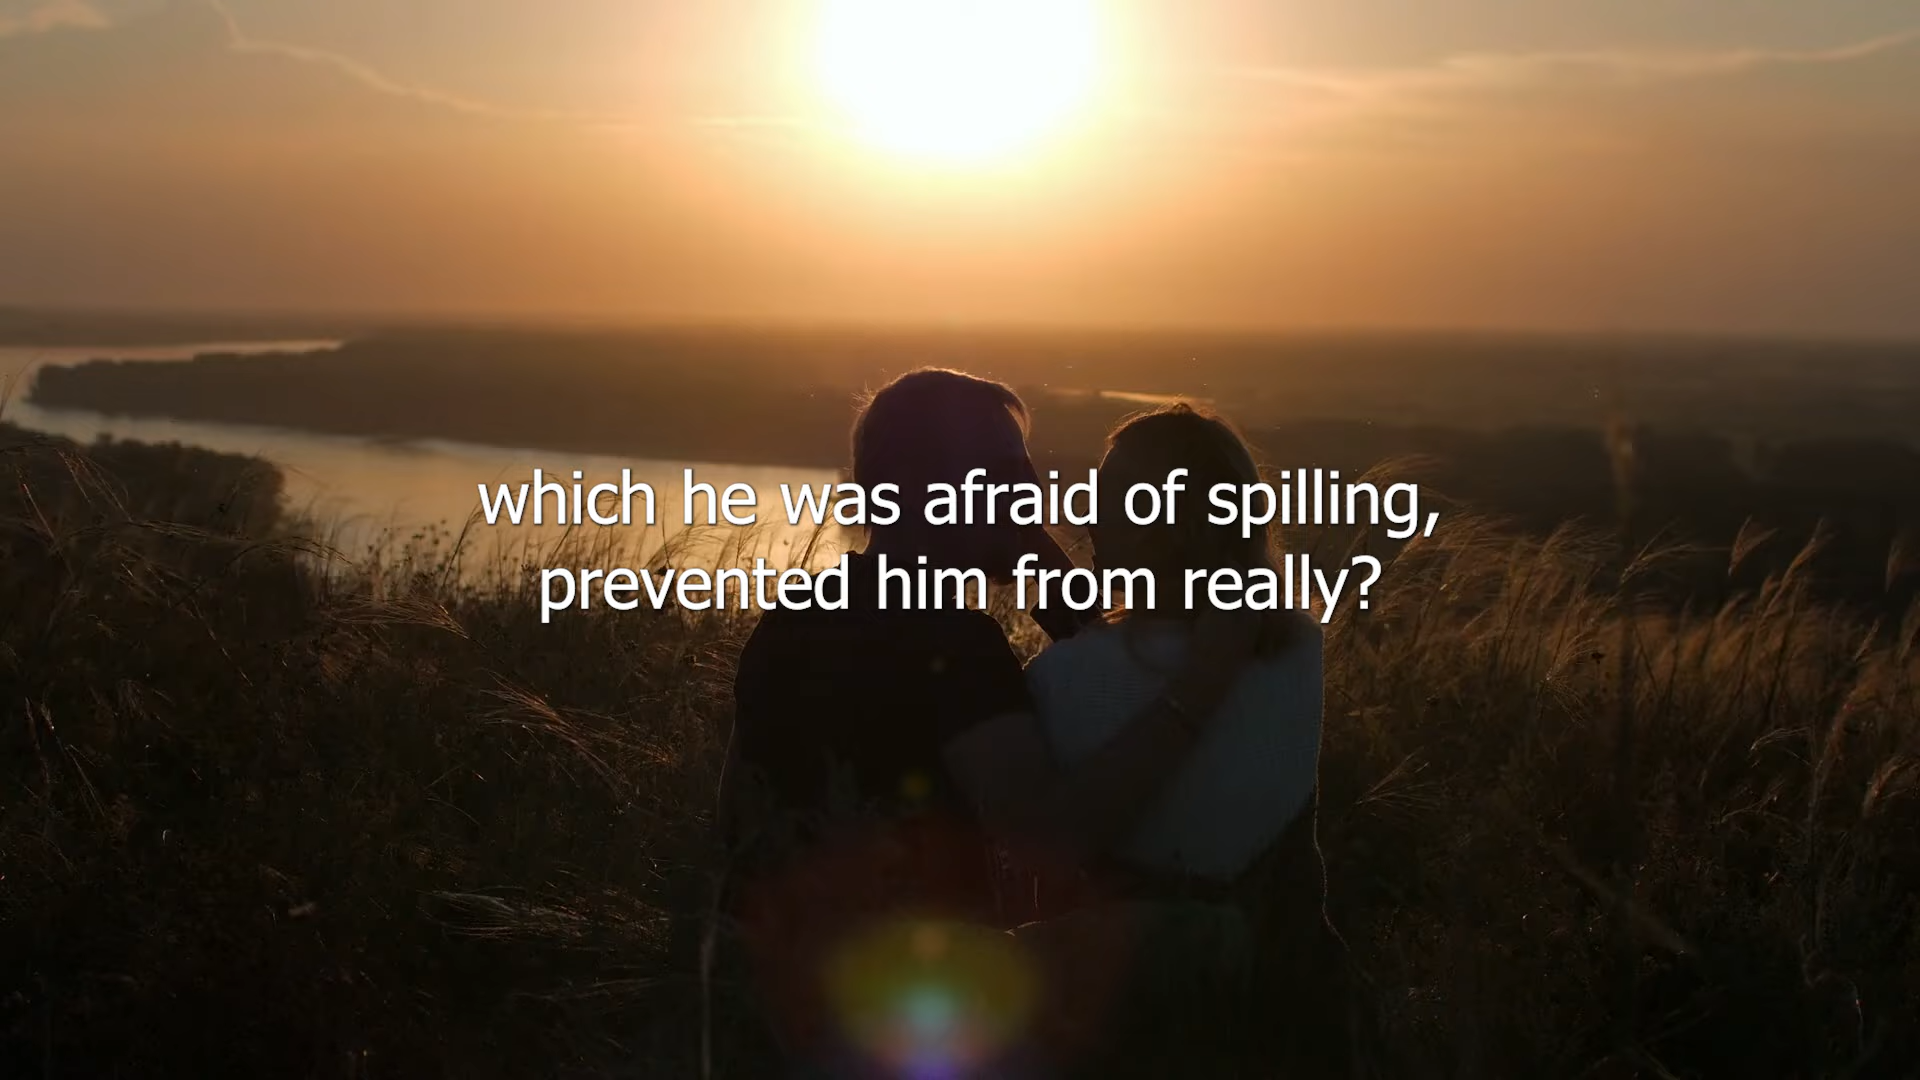 which he was afraid of spilling,
prevented him from really?